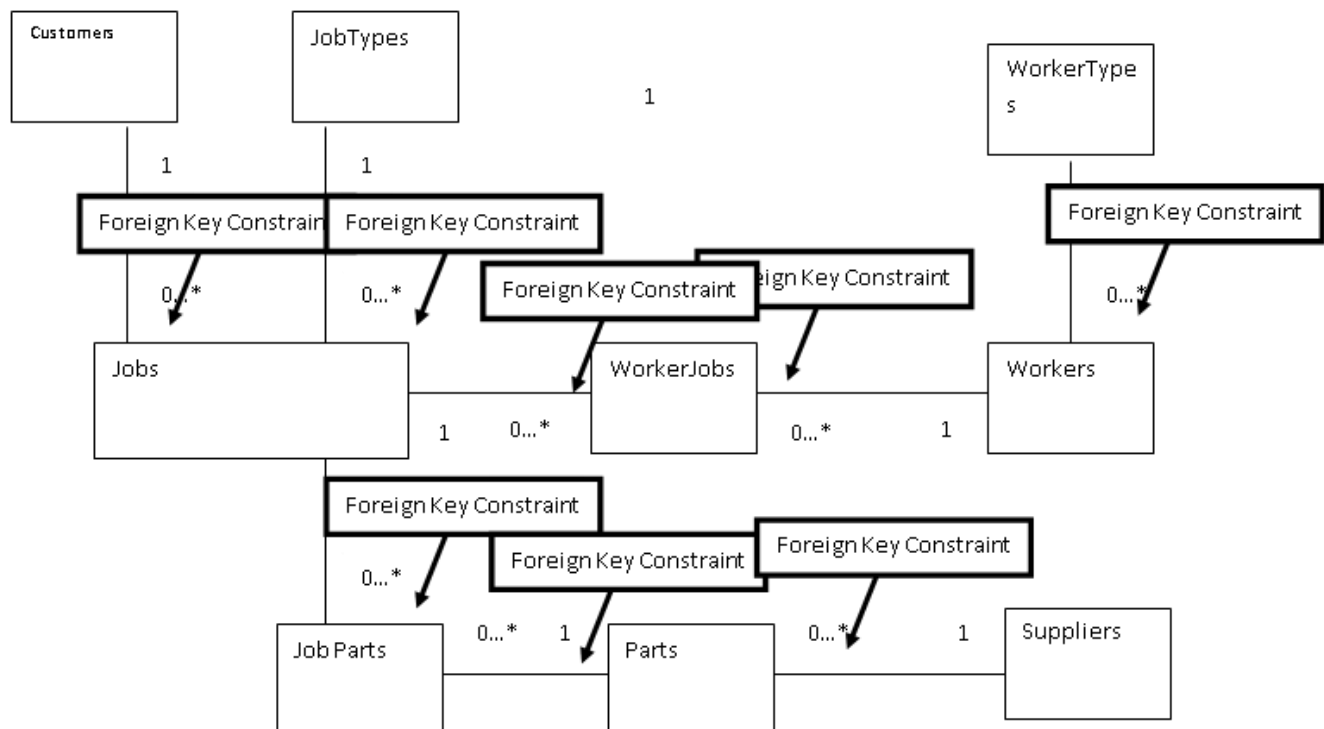 Customers
JobTypes
WorkerType
s
1
1
1
Foreign Key Constrain
Foreign Key Constraint
Foreign Key Constraint
Foreign Key Constraint
eign Key Constraint
0...*
0...*
0...*
Jobs
WorkerJobs
Workers
1
0...*
0...*
1
Foreign Key Constraint
Foreign Key Constraint
Foreign Key Constraint
0...*
0...*
1
0...*
1
Suppliers
Job Parts
Parts